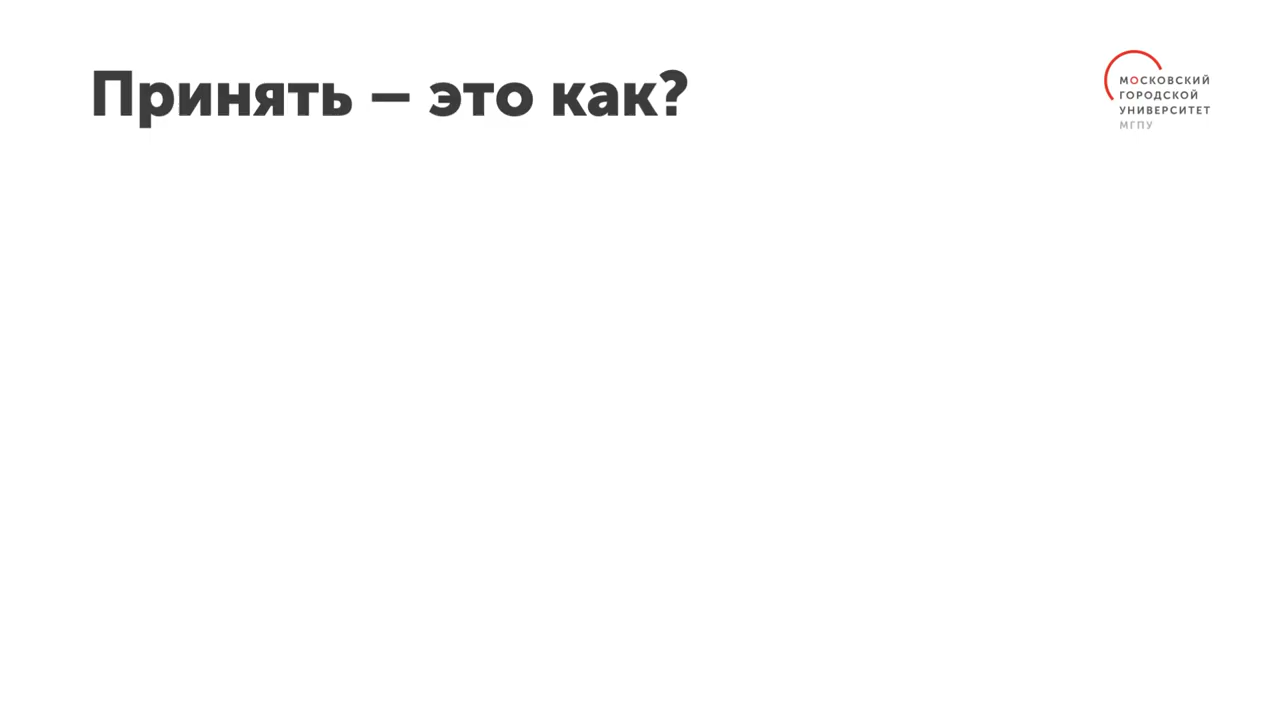 Принять — это как?
МОСКОВСКИЙ
ГОРОДСКОЙ
УНИВЕРСИТЕТ
МГПУ